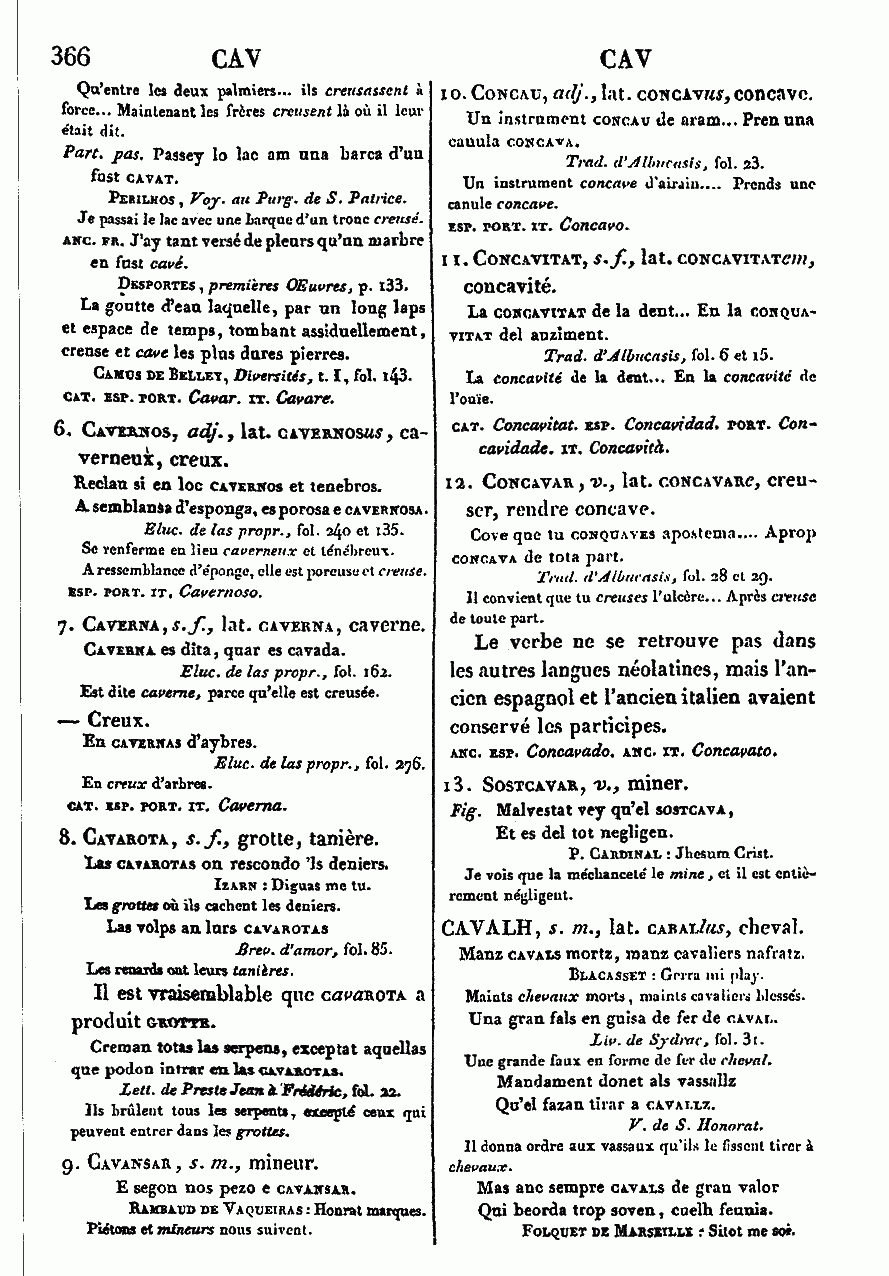 366 CAV CAV
Qu'entre les deux palmiers... ils creusassent à
force... Maintenant les frères creusent là où il leur
était dit.
Part. pas. Passey lo lac am una barca d'un
fust CAVAT.
PERILHOS, Voy. au Purg. de S. Patrice.
Je passai le lac avec une barque d'un tronc creusé.
ANC. FR. J'ay tant versé de pleurs qu'un marbre
en fust cavé.
DESPORTES, premières OEuvres, p. 133.
La goutte d'eau laquelle, par un long laps
et espace de temps, tombant assiduellement,
creuse et cave les plus dures pierres.
CAMUS DE BELLEY, Diversités, t. I, fol. 143.
CAT. ESP. PORT. Cavar. IT. Cavare.
6. CAVERNOS, adj., lat. CAVERNOSus, ca-
verneux, creux.
Reclau si en loc CAVERNOS et tenebros.
A semblansa d'esponga, es porosa e CAVERNOSA.
Eluc. de las propr., fol. 240 et 135.
Se renferme en lieu caverneux et ténébreux.
A ressemblance d'éponge, elle est poreuse et creuse.
ESP. PORT. IT. Cavernoso.
7. CAVERNA, s. f., lat. CAVERNA, caverne.
CAVERNA es dita, quar es cavada.
Eluc. de las propr., fol. 162.
Est dite caverne, parce qu'elle est creusée.
— Creux.
En CAVERNAS d'aybres.
Eluc. de las propr., fol. 276.
En creux d'arbres.
CAT. ESP. PORT. IT. Caverna.
8. CAVAROTA, s. f., grotte, tanière.
Las CAVAROTAS on rescondo 'ls deniers.
IZARN : Diguas me tu.
Les grottes où ils cachent les deniers.
Las volps an lurs CAVAROTAS
Brev. d'amor, fol. 85.
Les renards ont leurs tanières.
Il est vraisemblable que cavaROTA a
produit GROTTE.
Creman totas las serpens, exceptat aquellas
que podon intrar en las CAVAROTAS.
Lett. de Preste Jean à Frédéric, fol. 22.
Ils brûlent tous les serpents, excepté ceux qui
peuvent entrer dans les grottes.
9. CAVANSAR, s. m., mineur.
E segon nos pezo e CAVANSAR.
RAMBAUD DE VAQUEIRAS : Honrat marques.
Piétons et mineurs nous suivent.
10. CONCAU, adj., lat. CONCAVus, concave.
Un instrument CONCAU de aram... Pren una
canula CONCAVA.
Trad. d'Albucasis, fol. 23.
Un instrument concave d'airain.... Prends une
canule concave.
ESP. PORT. IT. Concavo.
11. CONCAVITAT, s. f., lat. CONCAVITATem,
concavité.
La CONCAVITAT de la dent... En la CONQUA-
VITAT del auziment.
Trad. d'Albucasis, fol. 6 et 15.
La concavité de la dent... En la concavité de
l'ouïe.
CAT. Concavitat. ESP. Concavidad. PORT. Con-
cavidade. IT. Concavità.
12. CONCAVAR, v., lat. CONCAVARe, creu-
ser, rendre concave.
Cove que tu CONQUAVES apostema.... Aprop
CONCAVA de tota part.
Trad. d'Albucasis, fol. 28 et 29.
Il convient que tu creuses l'ulcère... Après creuse
de toute part.
Le verbe ne se retrouve pas dans
les autres langues néolatines, mais l'an-
cien espagnol et l'ancien italien avaient
conservé les participes.
ANC. ESP. Concavado. ANC. IT. Concavato.
13. SOSTCAVAR, v., miner.
Fig. Malvestat vey qu'el SOSTCAVA,
Et es del tot negligen.
P. CARDINAL : Jhesum Crist.
Je vois que la méchanceté le mine, et il est entiè-
rement négligent.
CAVALH, s. m., lat. CABALlus, cheval.
Manz CAVALS mortz, manz cavaliers nafratz.
BLACASSET : Gerra mi play.
Maints chevaux morts, maints cavaliers blessés.
Una gran fals en guisa de fer de CAVAL.
Liv. de Sydrac, fol. 31.
Une grande faux en forme de fer de cheval.
Mandament donet als vassallz
Qu'el fazan tirar a CAVALLZ.
V. de S. Honorat.
Il donna ordre aux vassaux qu'ils le fissent tirer à
chevaux.
Mas anc sempre CAVALS de gran valor
Qui beorda trop soven, cuelh feunia.
FOLQUET DE MARSEILLE : Sitot me soi.